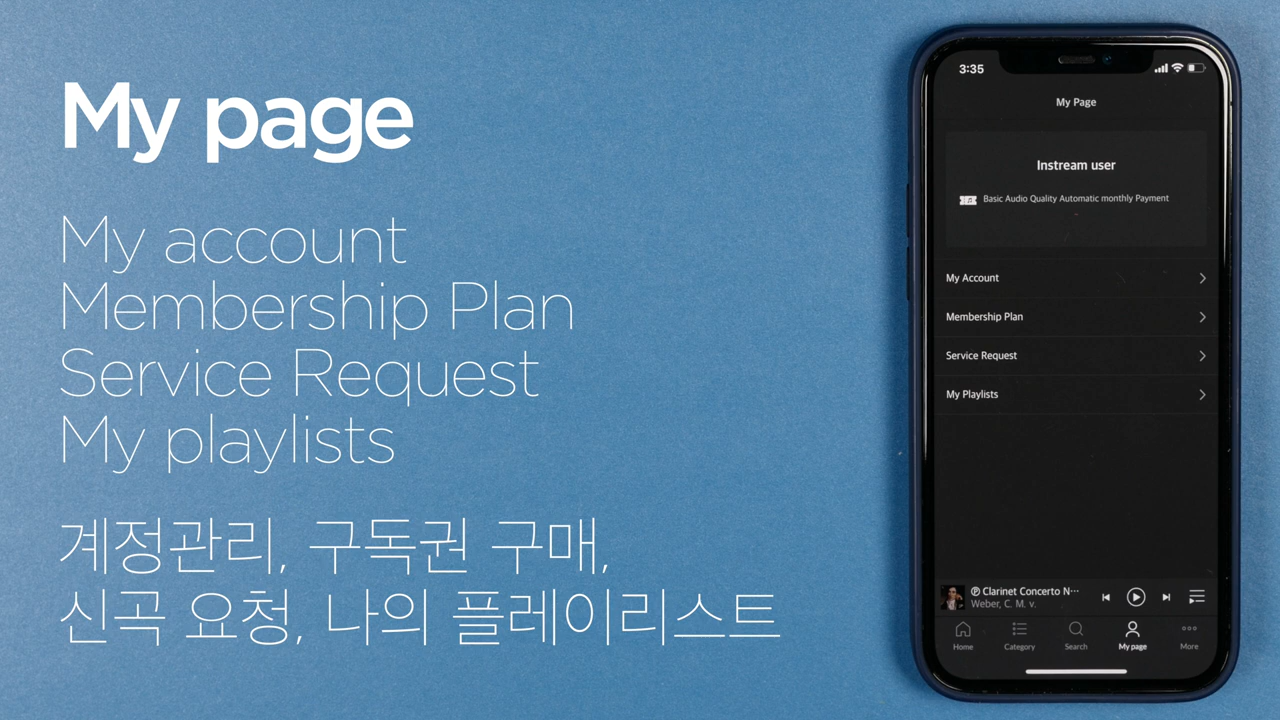 My page
My account
Membership Plan
Service Request
My playlists
계정관리, 구독권 구매,
신곡 요청, 나의 플레이리스트
3:35
My Page
Instream user
Basic Audio Quality Automatic monthly Payment
-
My Account
Membership Plan
Service Request
My Playlists
Ⓟ Clarinet Concerto N···
Weber, C. M. v.
Home
Category
Search
My page
More